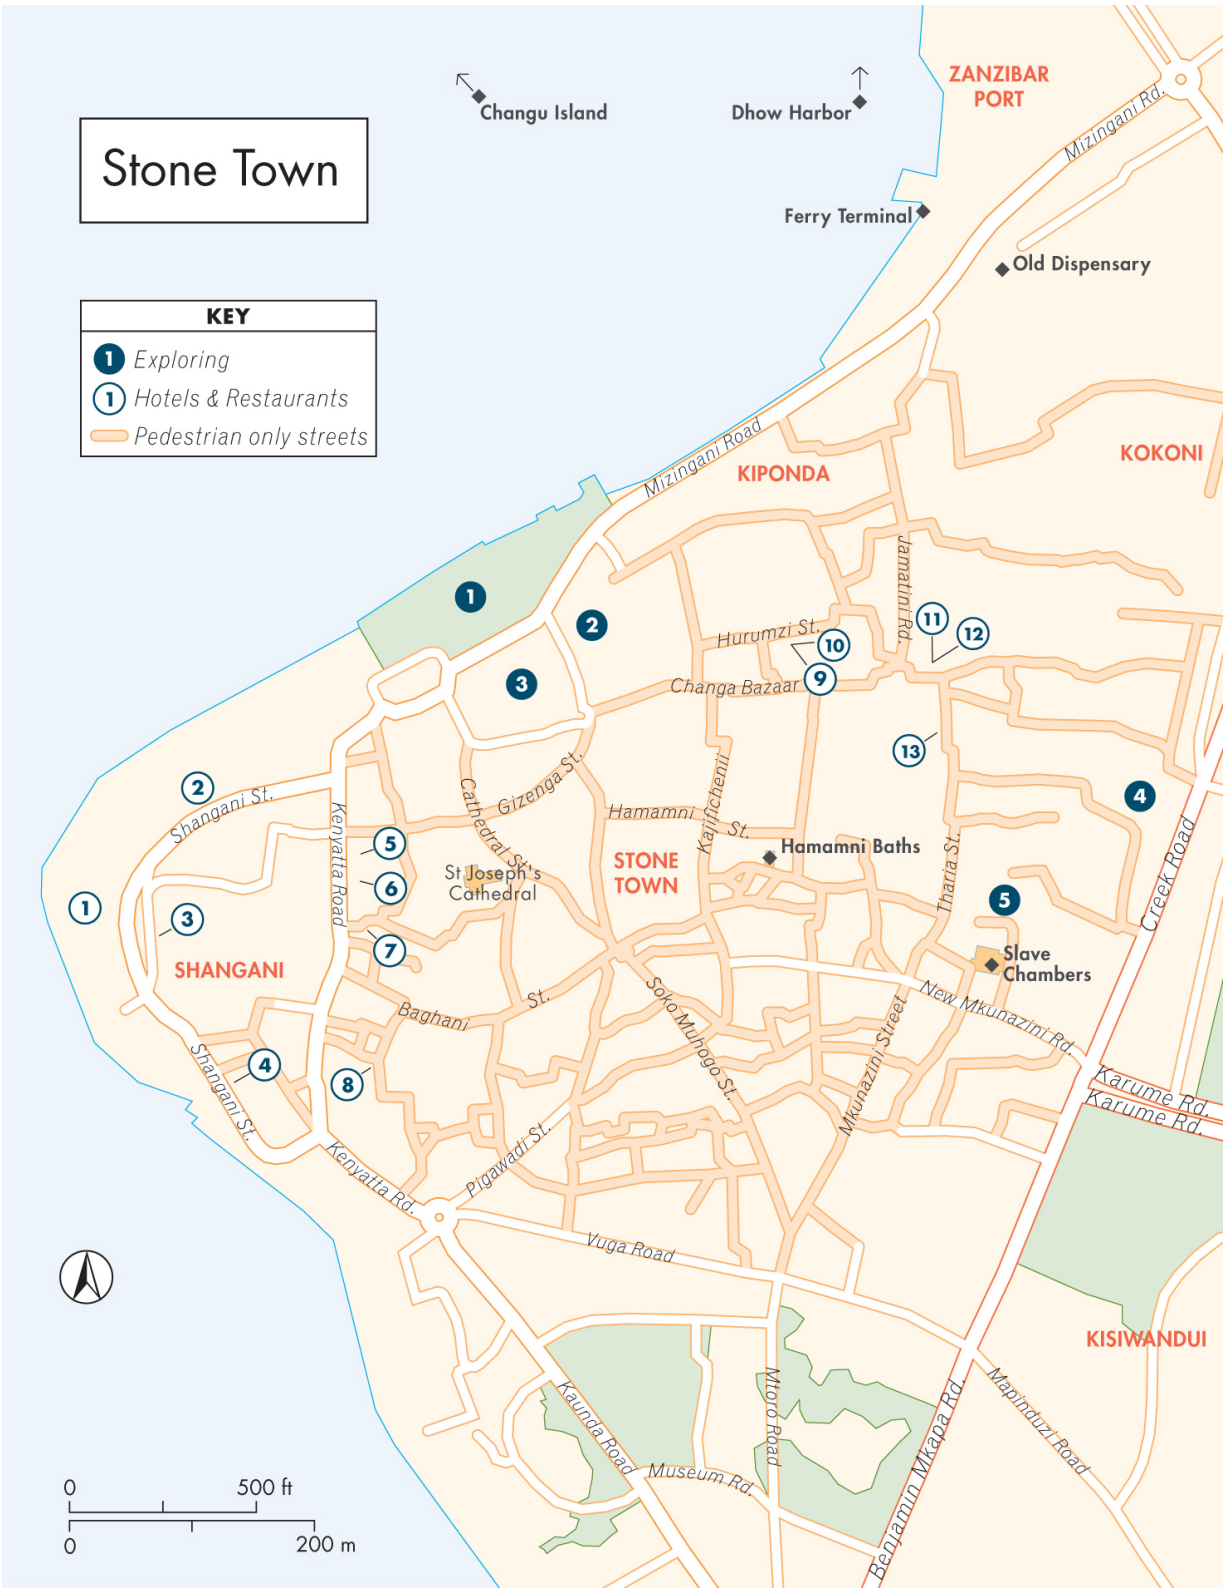 ZANZIBAR
PORT
Changu Island
Dhow Harbor
Mizingani Rd.
Stone Town
Ferry Terminal
Old Dispensary
KEY
1 Exploring
1 Hotels & Restaurants
Pedestrian only streets
Mizingani Road
KIPONDA
KOKONI
Jamatini Rd.
1
2
Hurumzi St.
11
12
10
3
Changa Bazaar
9
13
2
Shangani St.
Kenyatta Road
Cathedral St.
Gizenga St.
Hamamni St.
Kajificheni
4
5
Hamamni Baths
St Joseph's
Cathedral
STONE
TOWN
Tharia St.
Creek Road
6
1
3
5
7
SHANGANI
Slave
Chambers
Baghani St.
Soko Muhogo St.
New Mkunazini Rd.
Mkunazini Street
Shangani St.
4
8
Karume Rd.
Karume Rd.
Kenyatta Rd.
Pigawadi St.
Vuga Road
KISIWANDUI
Kaunda Road
Mtoro Road
Benjamin Mkapa Rd.
Mapinduzi Road
Museum Rd.
0 500 ft
0 200 m